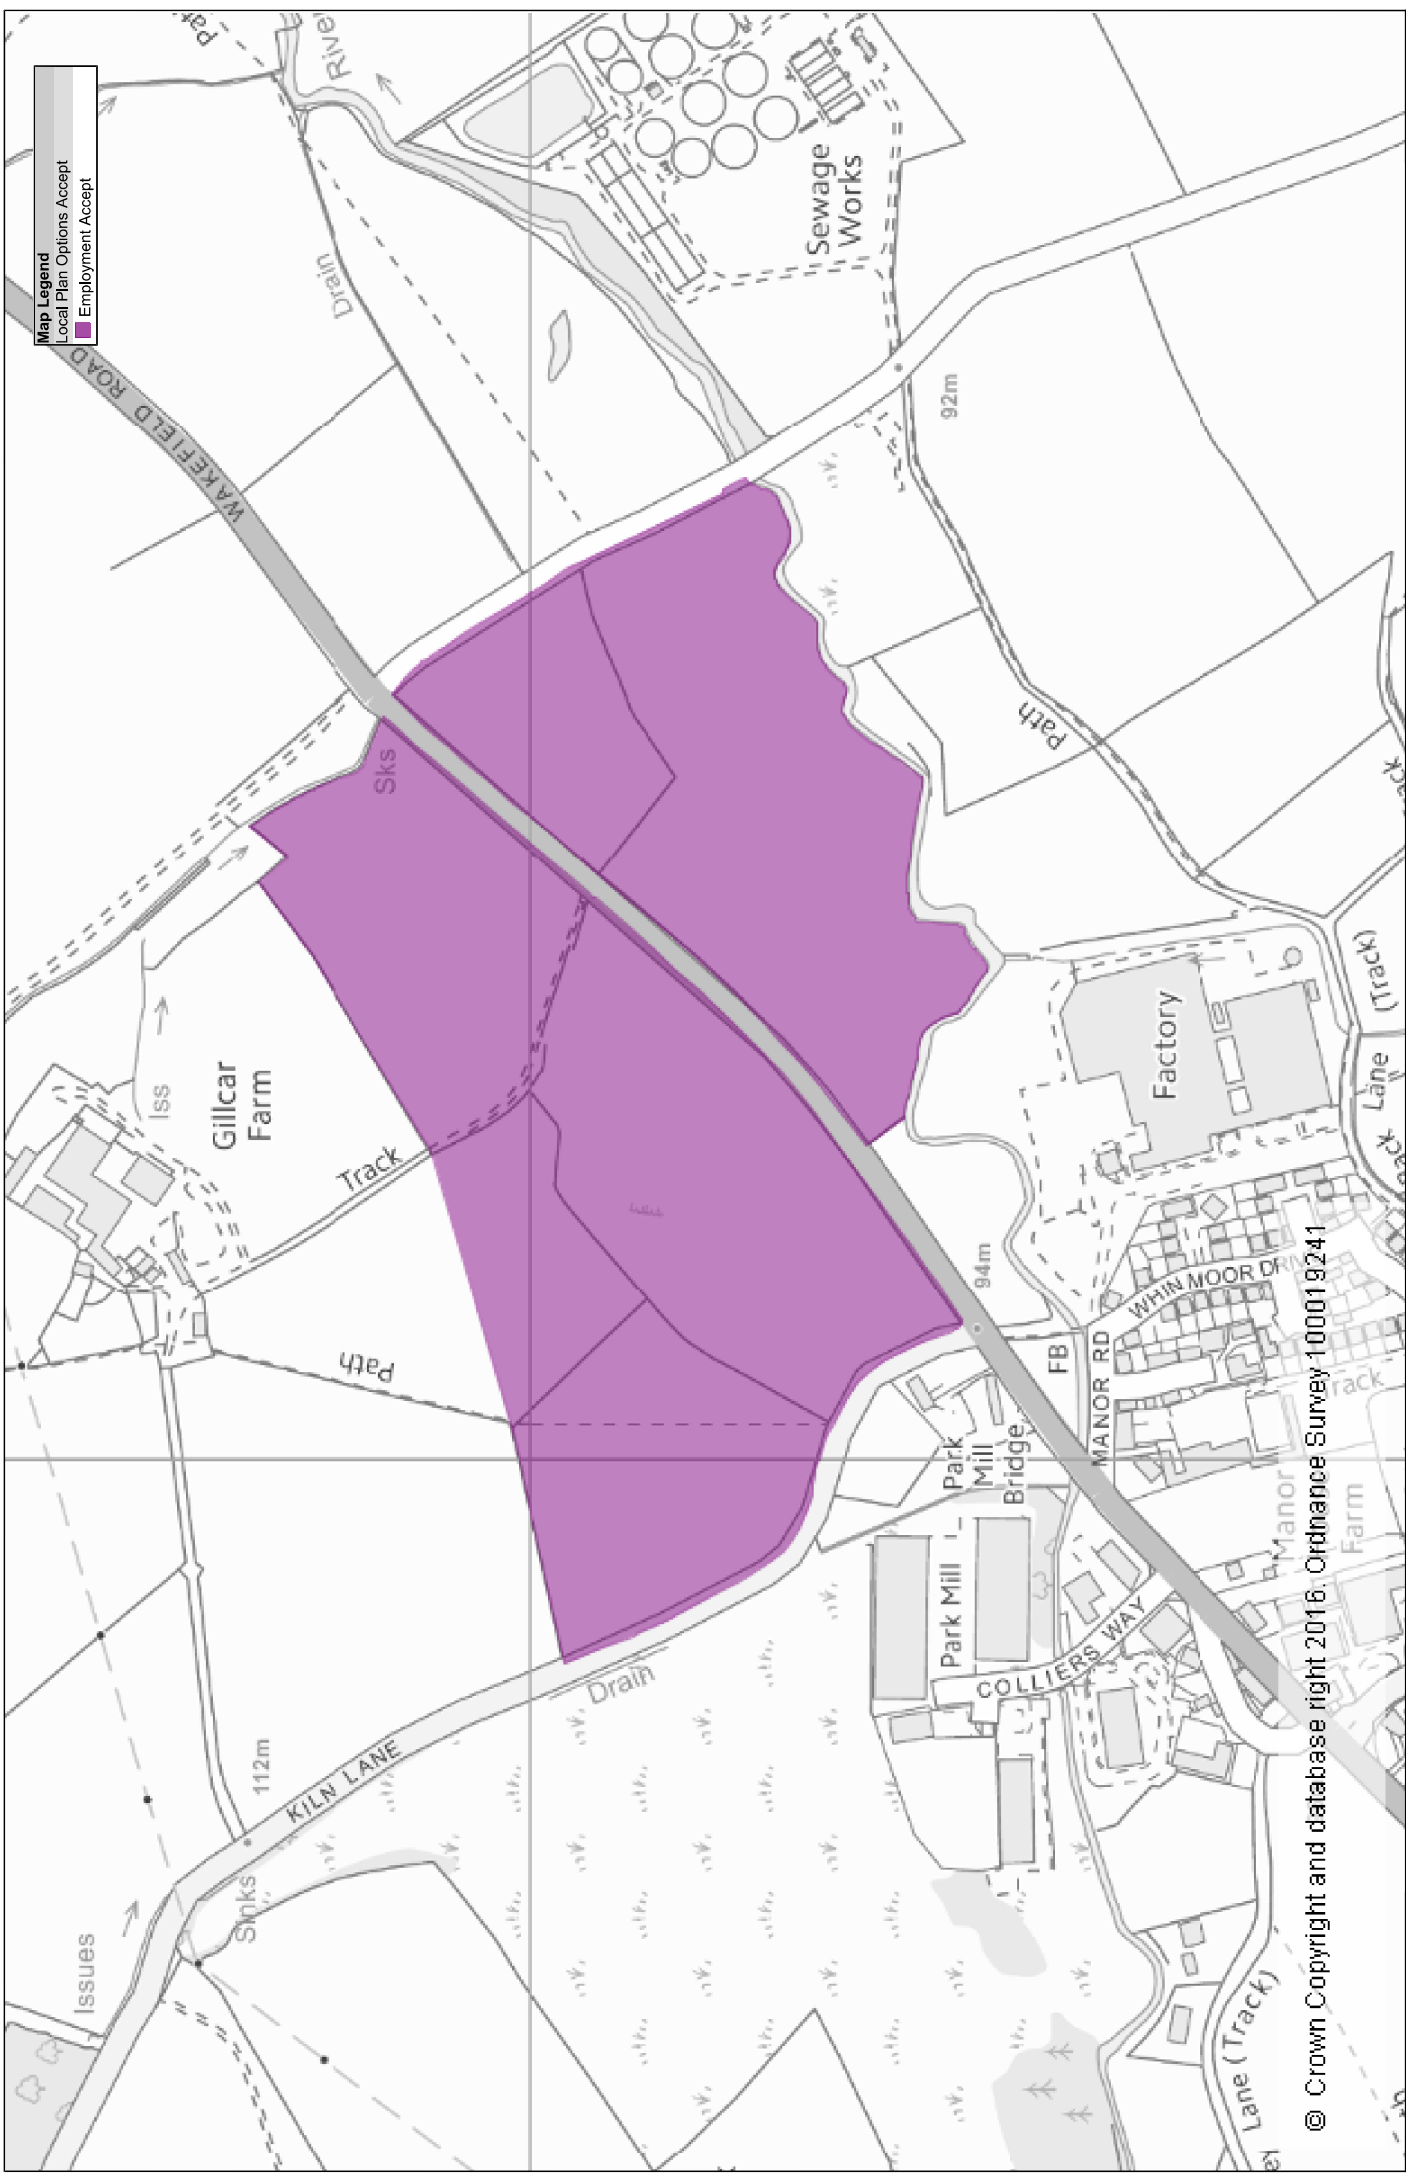 Map Legend
Local Plan Options Accept
Employment Accept
Issues
Sinks
112m
KILN LANE
Drain
Path
Track
Gillcar
Farm
Iss
Sks
WAKEFIELD ROAD
Drain
River
Path
Sewage
Works
92m
Path
Factory
(Track)
Lane
94m
FB
MANOR RD
WHIN MOOR DRIVE
Track
Park
Mill
Bridge
Park Mill
COLLIERS WAY
Manor
Farm
Lane (Track)
© Crown Copyright and database right 2016. Ordnance Survey 100019241